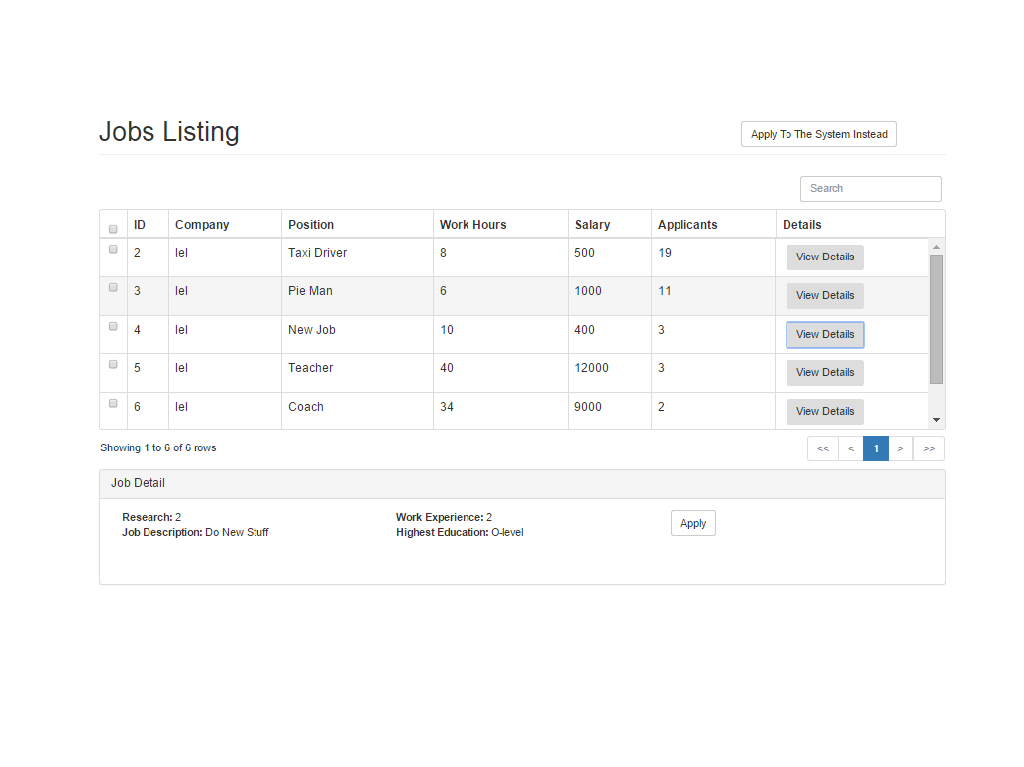 Jobs Listing
Apply To The System Instead
Search
ID Company Position Work Hours Salary Applicants Details
2 lel Taxi Driver 8 500 19 View Details
3 lel Pie Man 6 1000 11 View Details
4 lel New Job 10 400 3 View Details
5 lel Teacher 40 12000 3 View Details
6 lel Coach 34 9000 2 View Details
Showing 1 to 6 of 6 rows
<< < 1 > >>
Job Detail
Research: 2 Work Experience: 2 Apply
Job Description: Do New Stuff Highest Education: O-level